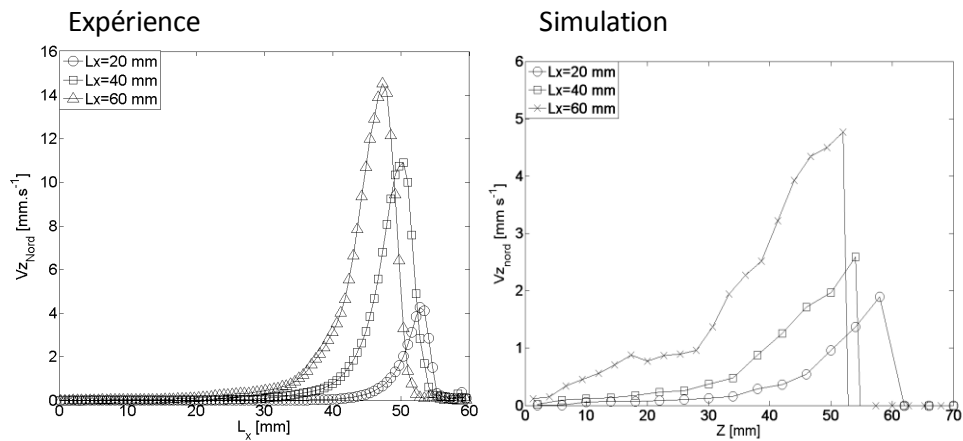 Expérience
Simulation
16
14
12
10
8
6
4
2
0
Vz_Nord [mm.s⁻¹]
Lx=20 mm
Lx=40 mm
Lx=60 mm
0 10 20 30 40 50 60
L_x [mm]
6
5
4
3
2
1
0
Vz_nord [mm s⁻¹]
Lx=20 mm
Lx=40 mm
Lx=60 mm
0 10 20 30 40 50 60 70
Z [mm]